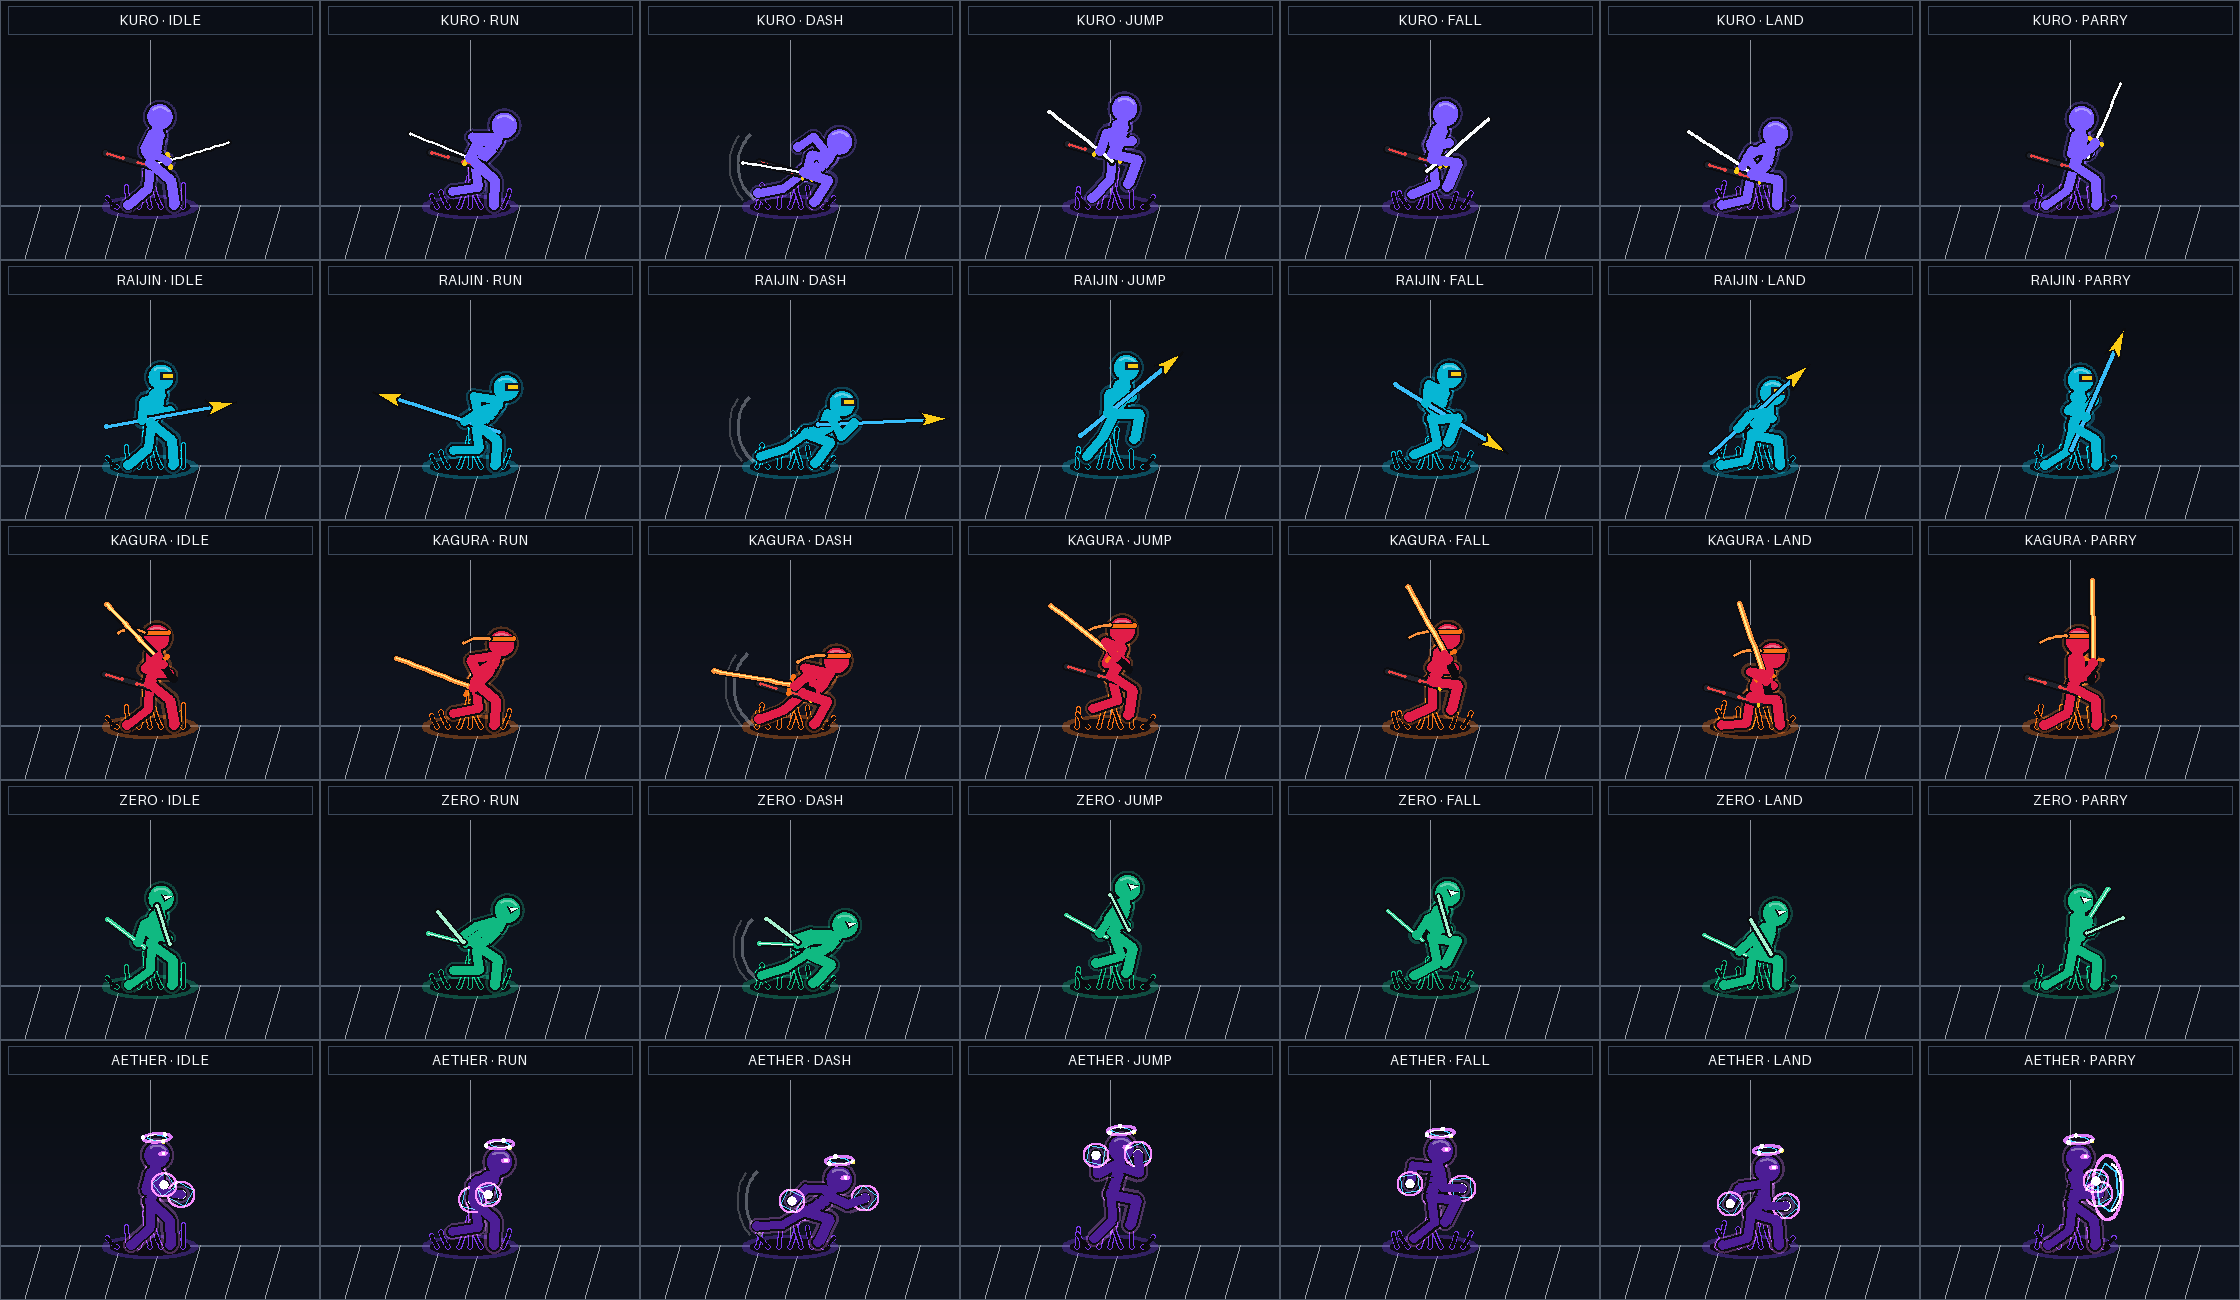 KURO · IDLE
KURO · RUN
KURO · DASH
KURO · JUMP
KURO · FALL
KURO · LAND
KURO · PARRY
RAIJIN · IDLE
RAIJIN · RUN
RAIJIN · DASH
RAIJIN · JUMP
RAIJIN · FALL
RAIJIN · LAND
RAIJIN · PARRY
KAGURA · IDLE
KAGURA · RUN
KAGURA · DASH
KAGURA · JUMP
KAGURA · FALL
KAGURA · LAND
KAGURA · PARRY
ZERO · IDLE
ZERO · RUN
ZERO · DASH
ZERO · JUMP
ZERO · FALL
ZERO · LAND
ZERO · PARRY
AETHER · IDLE
AETHER · RUN
AETHER · DASH
AETHER · JUMP
AETHER · FALL
AETHER · LAND
AETHER · PARRY